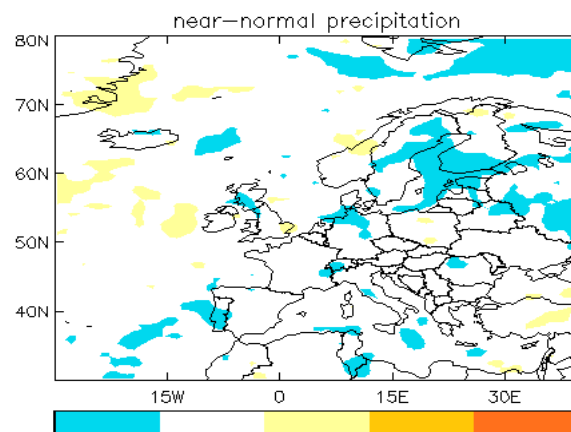 near-normal precipitation
80N
70N
60N
50N
40N
15W 0 15E 30E